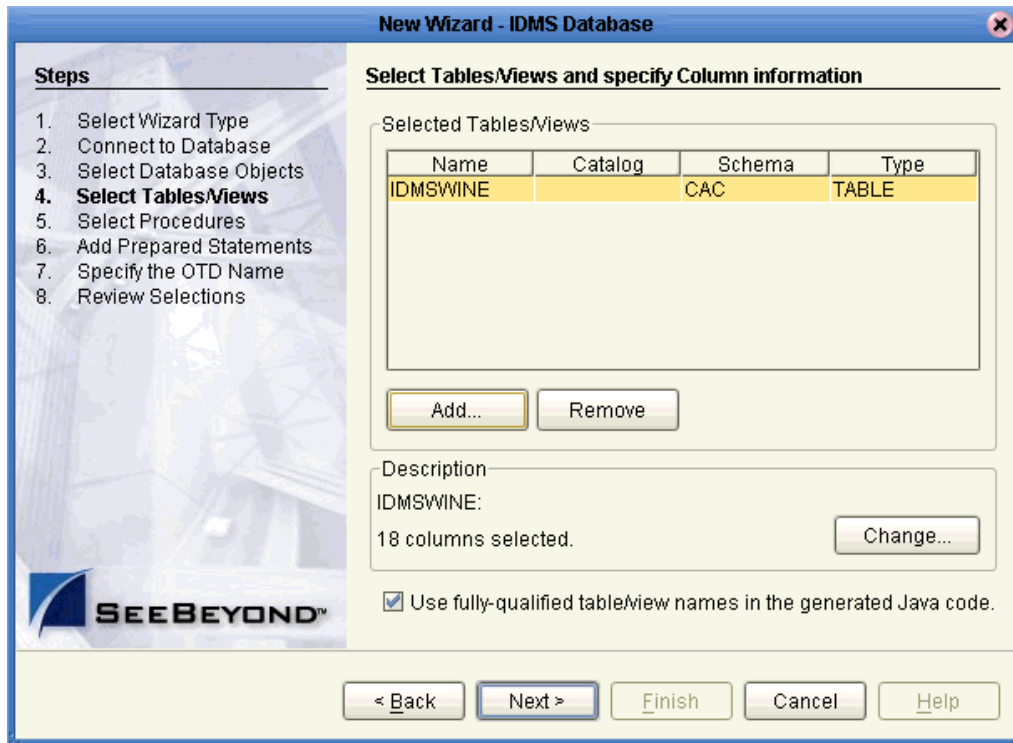 New Wizard - IDMS Database
Steps
1. Select Wizard Type
2. Connect to Database
3. Select Database Objects
4. Select Tables/Views
5. Select Procedures
6. Add Prepared Statements
7. Specify the OTD Name
8. Review Selections
SEEBEYOND™
Select Tables/Views and specify Column information
Selected Tables/Views
Name Catalog Schema Type
IDMSWINE CAC TABLE
Add... Remove
Description
IDMSWINE:
18 columns selected.
Change...
Use fully-qualified table/view names in the generated Java code.
< Back Next > Finish Cancel Help